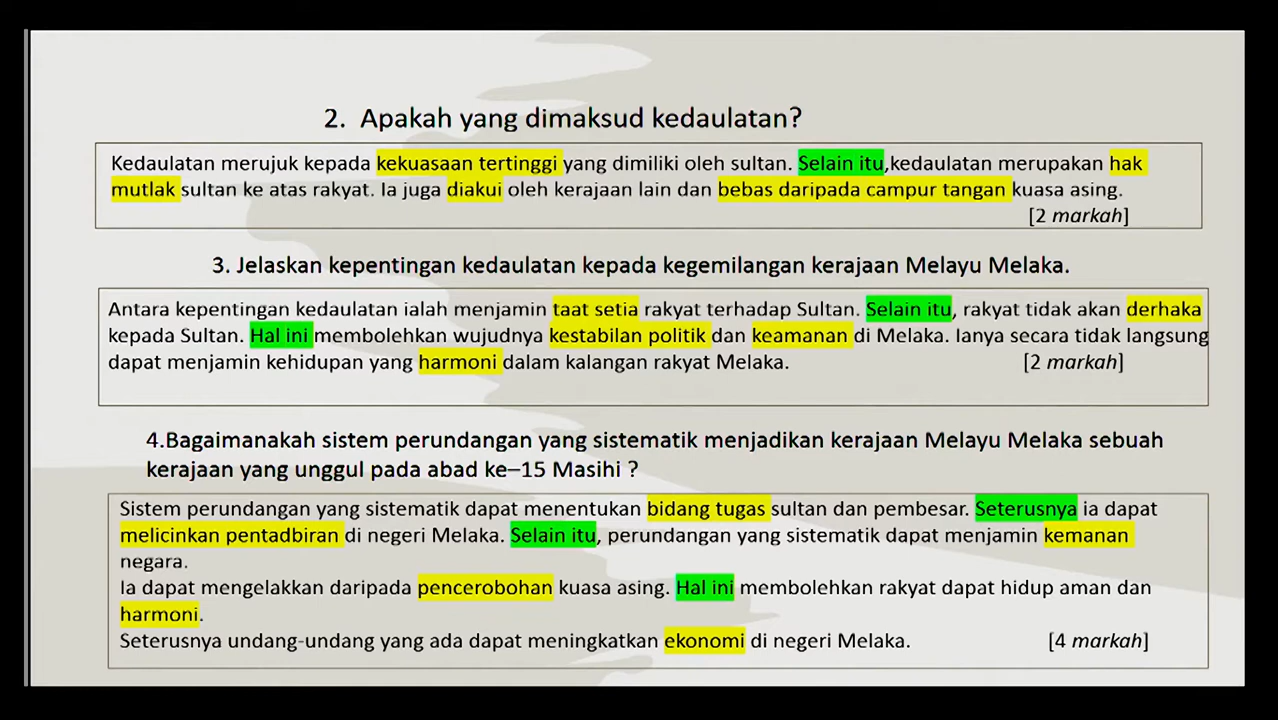 2. Apakah yang dimaksud kedaulatan?
Kedaulatan merujuk kepada kekuasaan tertinggi yang dimiliki oleh sultan. Selain itu,kedaulatan merupakan hak
mutlak sultan ke atas rakyat. Ia juga diakui oleh kerajaan lain dan bebas daripada campur tangan kuasa asing.
[2 markah]
3. Jelaskan kepentingan kedaulatan kepada kegemilangan kerajaan Melayu Melaka.
Antara kepentingan kedaulatan ialah menjamin taat setia rakyat terhadap Sultan. Selain itu, rakyat tidak akan derhaka
kepada Sultan. Hal ini membolehkan wujudnya kestabilan politik dan keamanan di Melaka. Ianya secara tidak langsung
dapat menjamin kehidupan yang harmoni dalam kalangan rakyat Melaka. [2 markah]
4.Bagaimanakah sistem perundangan yang sistematik menjadikan kerajaan Melayu Melaka sebuah
kerajaan yang unggul pada abad ke–15 Masihi ?
Sistem perundangan yang sistematik dapat menentukan bidang tugas sultan dan pembesar. Seterusnya ia dapat
melicinkan pentadbiran di negeri Melaka. Selain itu, perundangan yang sistematik dapat menjamin kemanan
negara.
Ia dapat mengelakkan daripada pencerobohan kuasa asing. Hal ini membolehkan rakyat dapat hidup aman dan
harmoni.
Seterusnya undang-undang yang ada dapat meningkatkan ekonomi di negeri Melaka. [4 markah]